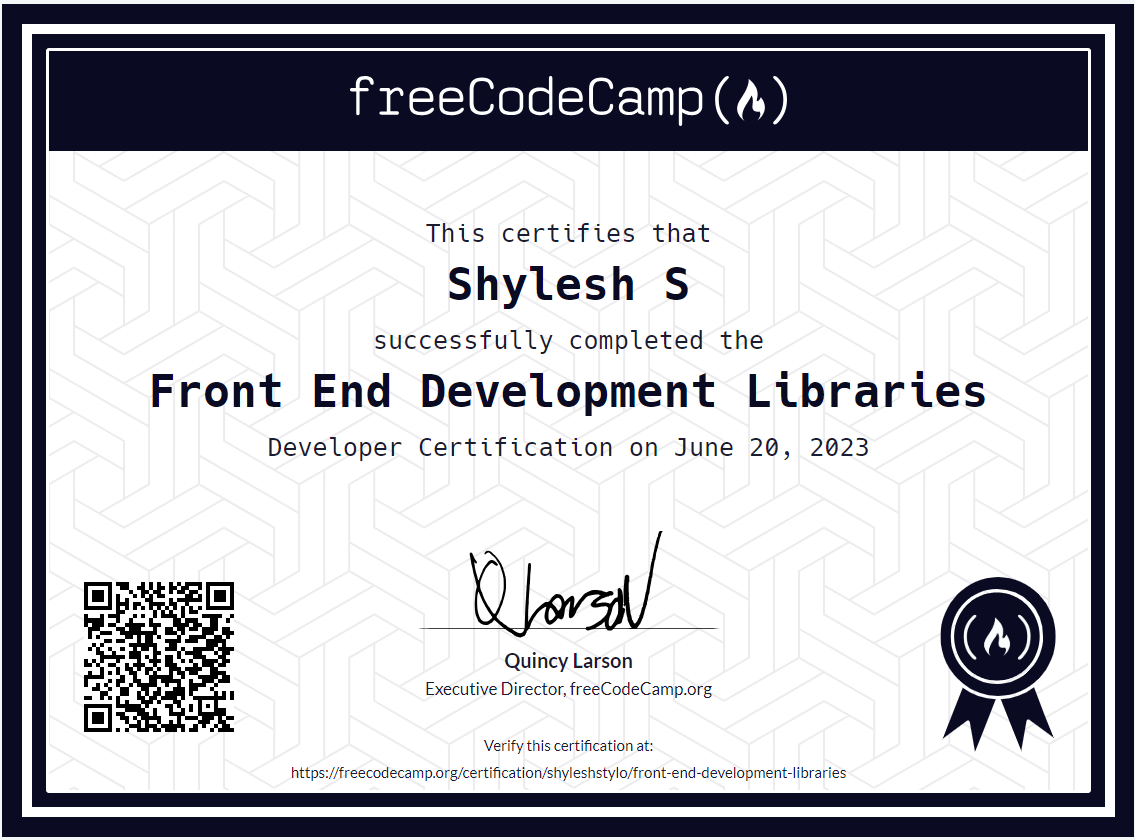 freeCodeCamp
This certifies that
Shylesh S
successfully completed the
Front End Development Libraries
Developer Certification on June 20, 2023
Quincy Larson
Executive Director, freeCodeCamp.org
Verify this certification at:
https://freecodecamp.org/certification/shyleshstylo/front-end-development-libraries